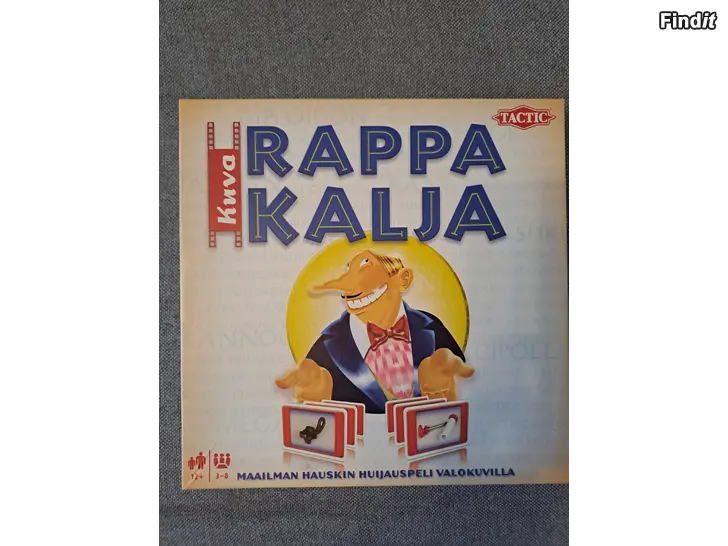 Findit
TACTIC
Kuva
RAPPA
KALJA
12+
3-8
MAAILMAN HAUSKIN HUIJAUSPELI VALOKUVILLA